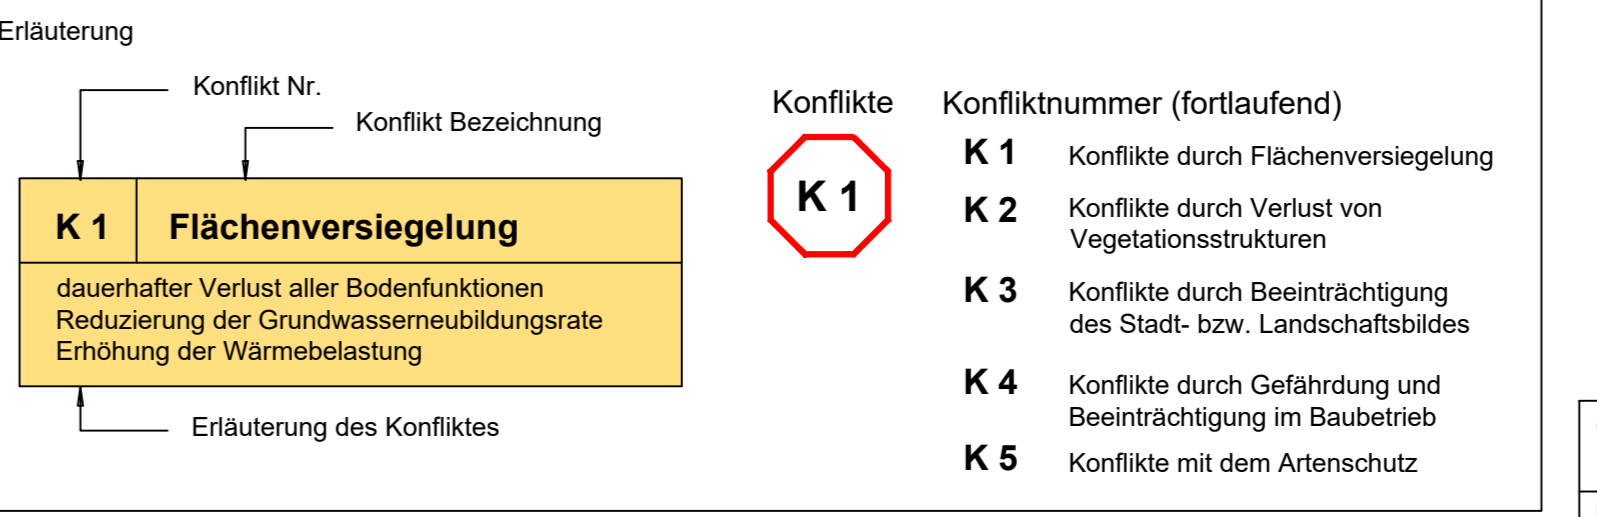 Erläuterung
Konflikt Nr.
Konflikt Bezeichnung
K 1 Flächenversiegelung
dauerhafter Verlust aller Bodenfunktionen
Reduzierung der Grundwasserneubildungsrate
Erhöhung der Wärmebelastung
Erläuterung des Konfliktes
Konflikte
K 1
Konfliktnummer (fortlaufend)
K 1 Konflikte durch Flächenversiegelung
K 2 Konflikte durch Verlust von
Vegetationsstrukturen
K 3 Konflikte durch Beeinträchtigung
des Stadt- bzw. Landschaftsbildes
K 4 Konflikte durch Gefährdung und
Beeinträchtigung im Baubetrieb
K 5 Konflikte mit dem Artenschutz